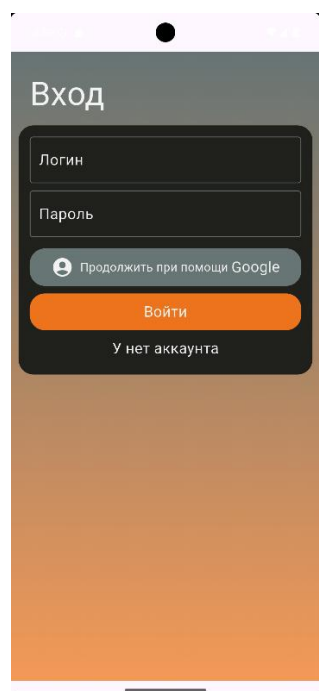 Вход
Логин
Пароль
Продолжить при помощи Google
Войти
У нет аккаунта